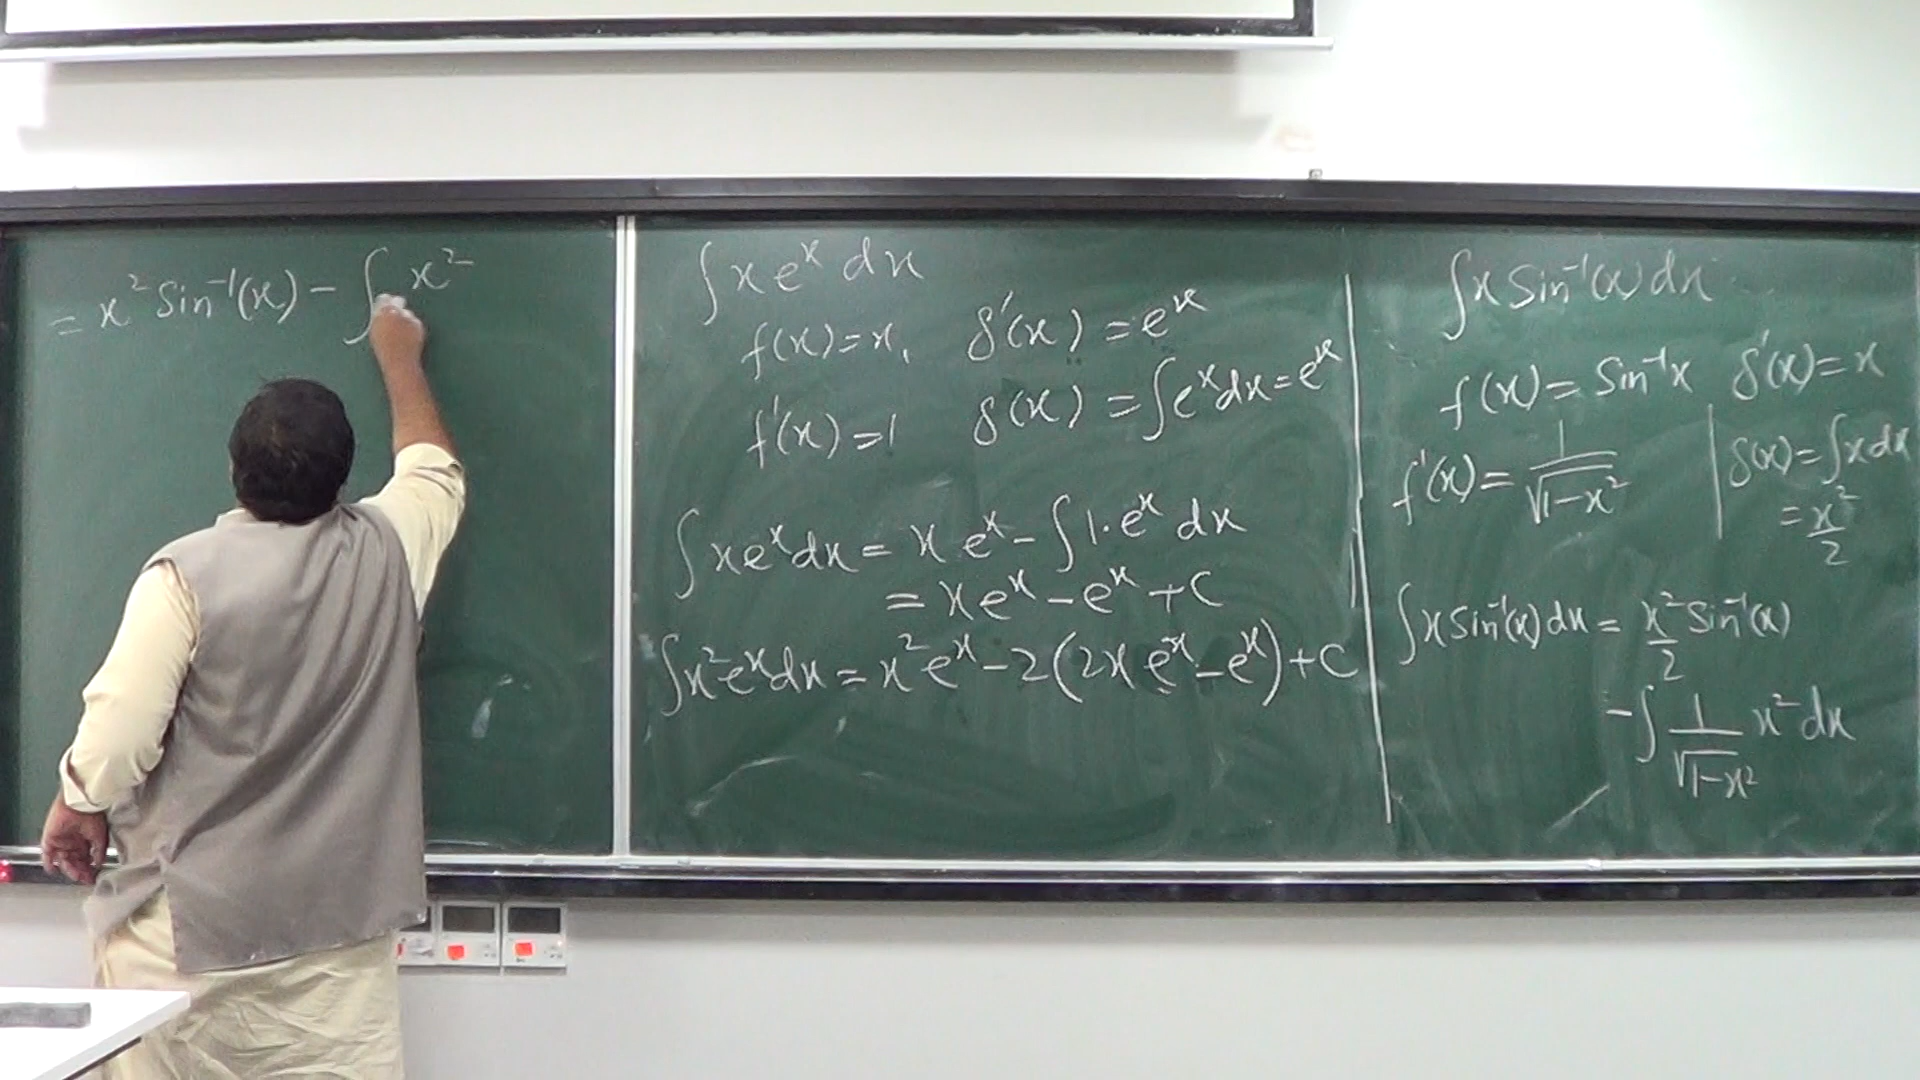 = x² Sin⁻¹(x) − ∫ x²
∫ x eˣ dx
f(x) = x, g'(x) = eˣ
f'(x) = 1 g(x) = ∫ eˣ dx = eˣ
∫ x eˣ dx = x eˣ − ∫ 1·eˣ dx
= x eˣ − eˣ + C
∫ x² eˣ dx = x² eˣ − 2(2x eˣ − eˣ) + C
∫ x Sin⁻¹(x) dx
f(x) = Sin⁻¹x g'(x) = x
f'(x) = 1/√(1−x²) | g(x) = ∫ x dx
= x²/2
∫ x Sin⁻¹(x) dx = x²/2 Sin⁻¹(x)
− ∫ 1/√(1−x²) x² dx